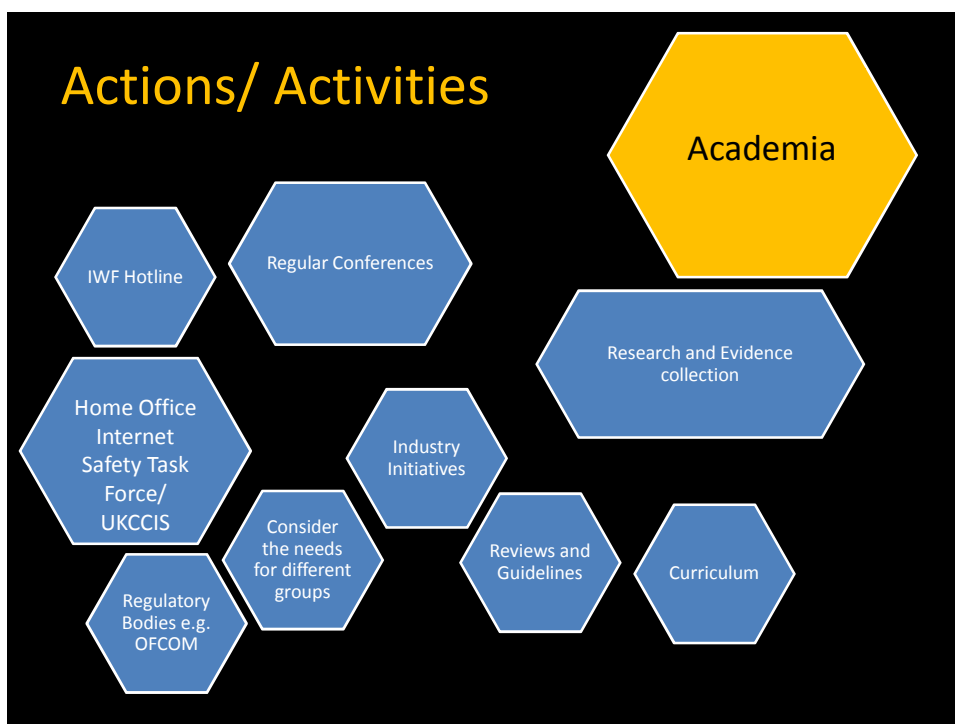 Actions/ Activities
Academia
IWF Hotline
Regular Conferences
Research and Evidence
collection
Home Office
Internet
Safety Task
Force/
UKCCIS
Industry
Initiatives
Consider
the needs
for different
groups
Reviews and
Guidelines
Curriculum
Regulatory
Bodies e.g.
OFCOM